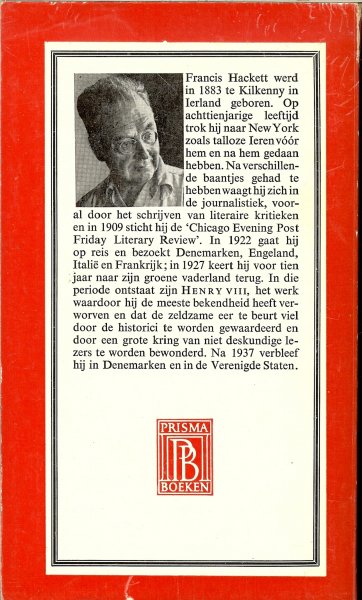 Francis Hackett werd
in 1883 te Kilkenny in
Ierland geboren. Op
achttienjarige leeftijd
trok hij naar New York
zoals talloze Ieren vóór
hem en na hem gedaan
hebben. Na verschillen-
de baantjes gehad te
hebben waagt hij zich in
de journalistiek, voor-
al door het schrijven van literaire kritieken
en in 1909 sticht hij de ‘Chicago Evening Post
Friday Literary Review’. In 1922 gaat hij
op reis en bezoekt Denemarken, Engeland,
Italië en Frankrijk; in 1927 keert hij voor tien
jaar naar zijn groene vaderland terug. In die
periode ontstaat zijn HENRY VIII, het werk
waardoor hij de meeste bekendheid heeft ver-
worven en dat de zeldzame eer te beurt viel
door de historici te worden gewaardeerd en
door een grote kring van niet deskundige le-
zers te worden bewonderd. Na 1937 verbleef
hij in Denemarken en in de Verenigde Staten.
PRISMA
PB
BOEKEN